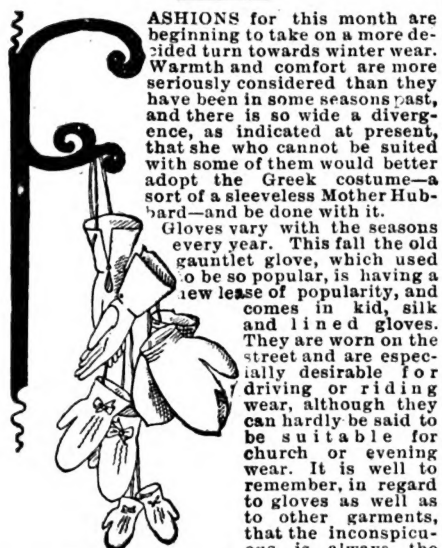 FASHIONS for this month are
beginning to take on a more de-
cided turn towards winter wear.
Warmth and comfort are more
seriously considered than they
have been in some seasons past,
and there is so wide a diverg-
ence, as indicated at present,
that she who cannot be suited
with some of them would better
adopt the Greek costume—a
sort of a sleeveless Mother Hub-
bard—and be done with it.
Gloves vary with the seasons
every year. This fall the old
gauntlet glove, which used
to be so popular, is having a
new lease of popularity, and
comes in kid, silk
and lined gloves.
They are worn on the
street and are espec-
ially desirable for
driving or riding
wear, although they
can hardly be said to
be suitable for
church or evening
wear. It is well to
remember, in regard
to gloves as well as
to other garments,
that the inconspicu-
ous is always the